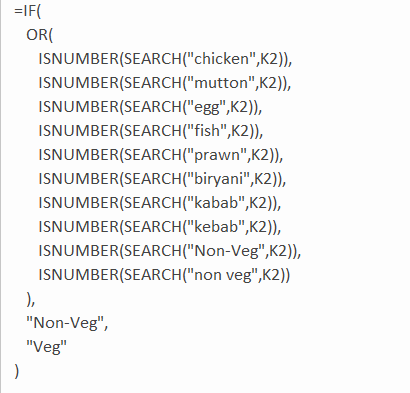 =IF(
OR(
ISNUMBER(SEARCH("chicken",K2)),
ISNUMBER(SEARCH("mutton",K2)),
ISNUMBER(SEARCH("egg",K2)),
ISNUMBER(SEARCH("fish",K2)),
ISNUMBER(SEARCH("prawn",K2)),
ISNUMBER(SEARCH("biryani",K2)),
ISNUMBER(SEARCH("kabab",K2)),
ISNUMBER(SEARCH("kebab",K2)),
ISNUMBER(SEARCH("Non-Veg",K2)),
ISNUMBER(SEARCH("non veg",K2))
),
"Non-Veg",
"Veg"
)